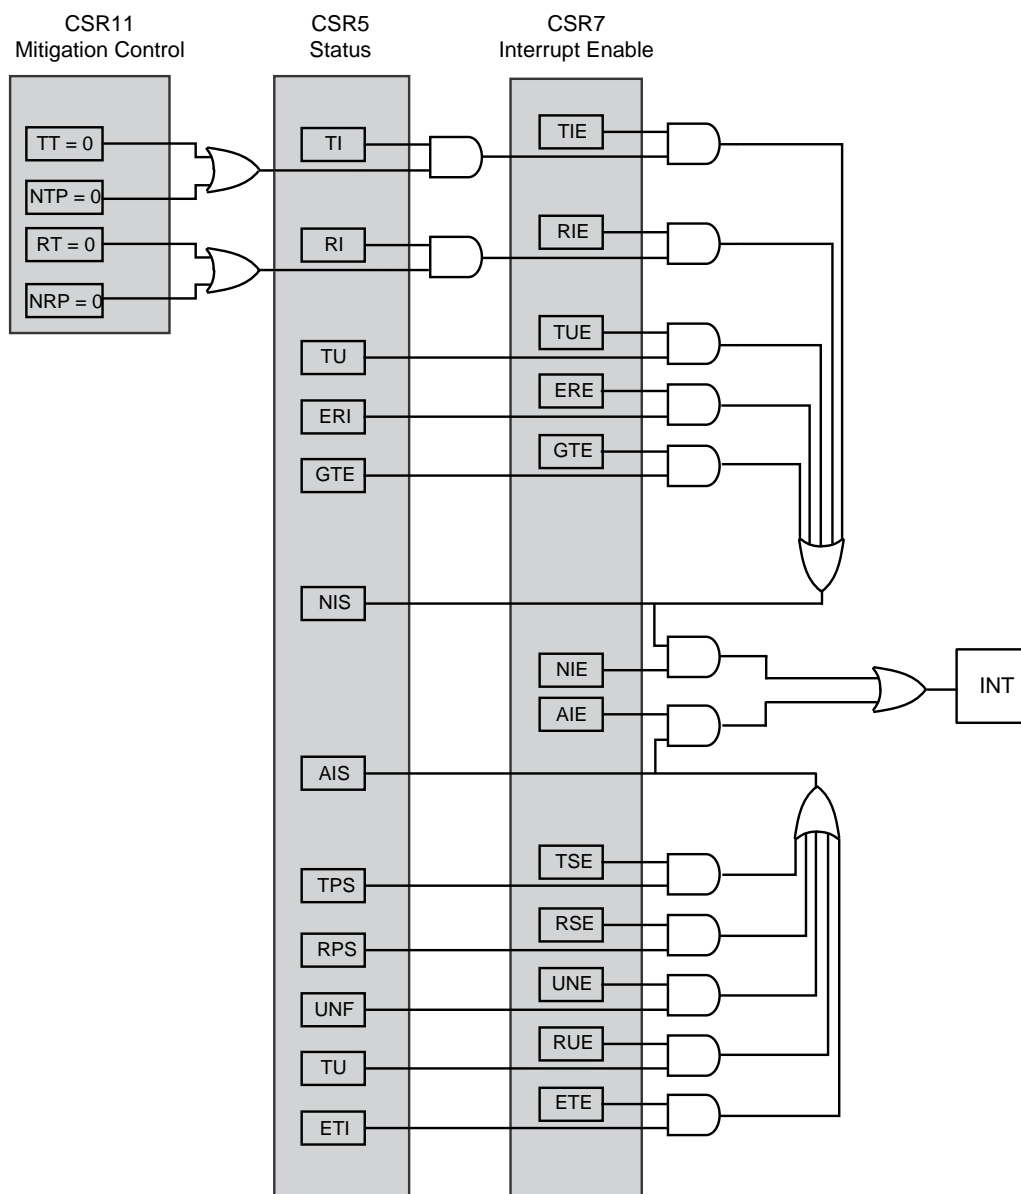 CSR11
Mitigation Control
CSR5
Status
CSR7
Interrupt Enable
TT = 0
TI
TIE
NTP = 0
RT = 0
RI
RIE
NRP = 0
TU
TUE
ERI
ERE
GTE
GTE
NIS
NIE
INT
AIE
AIS
TPS
TSE
RPS
RSE
UNF
UNE
TU
RUE
ETI
ETE